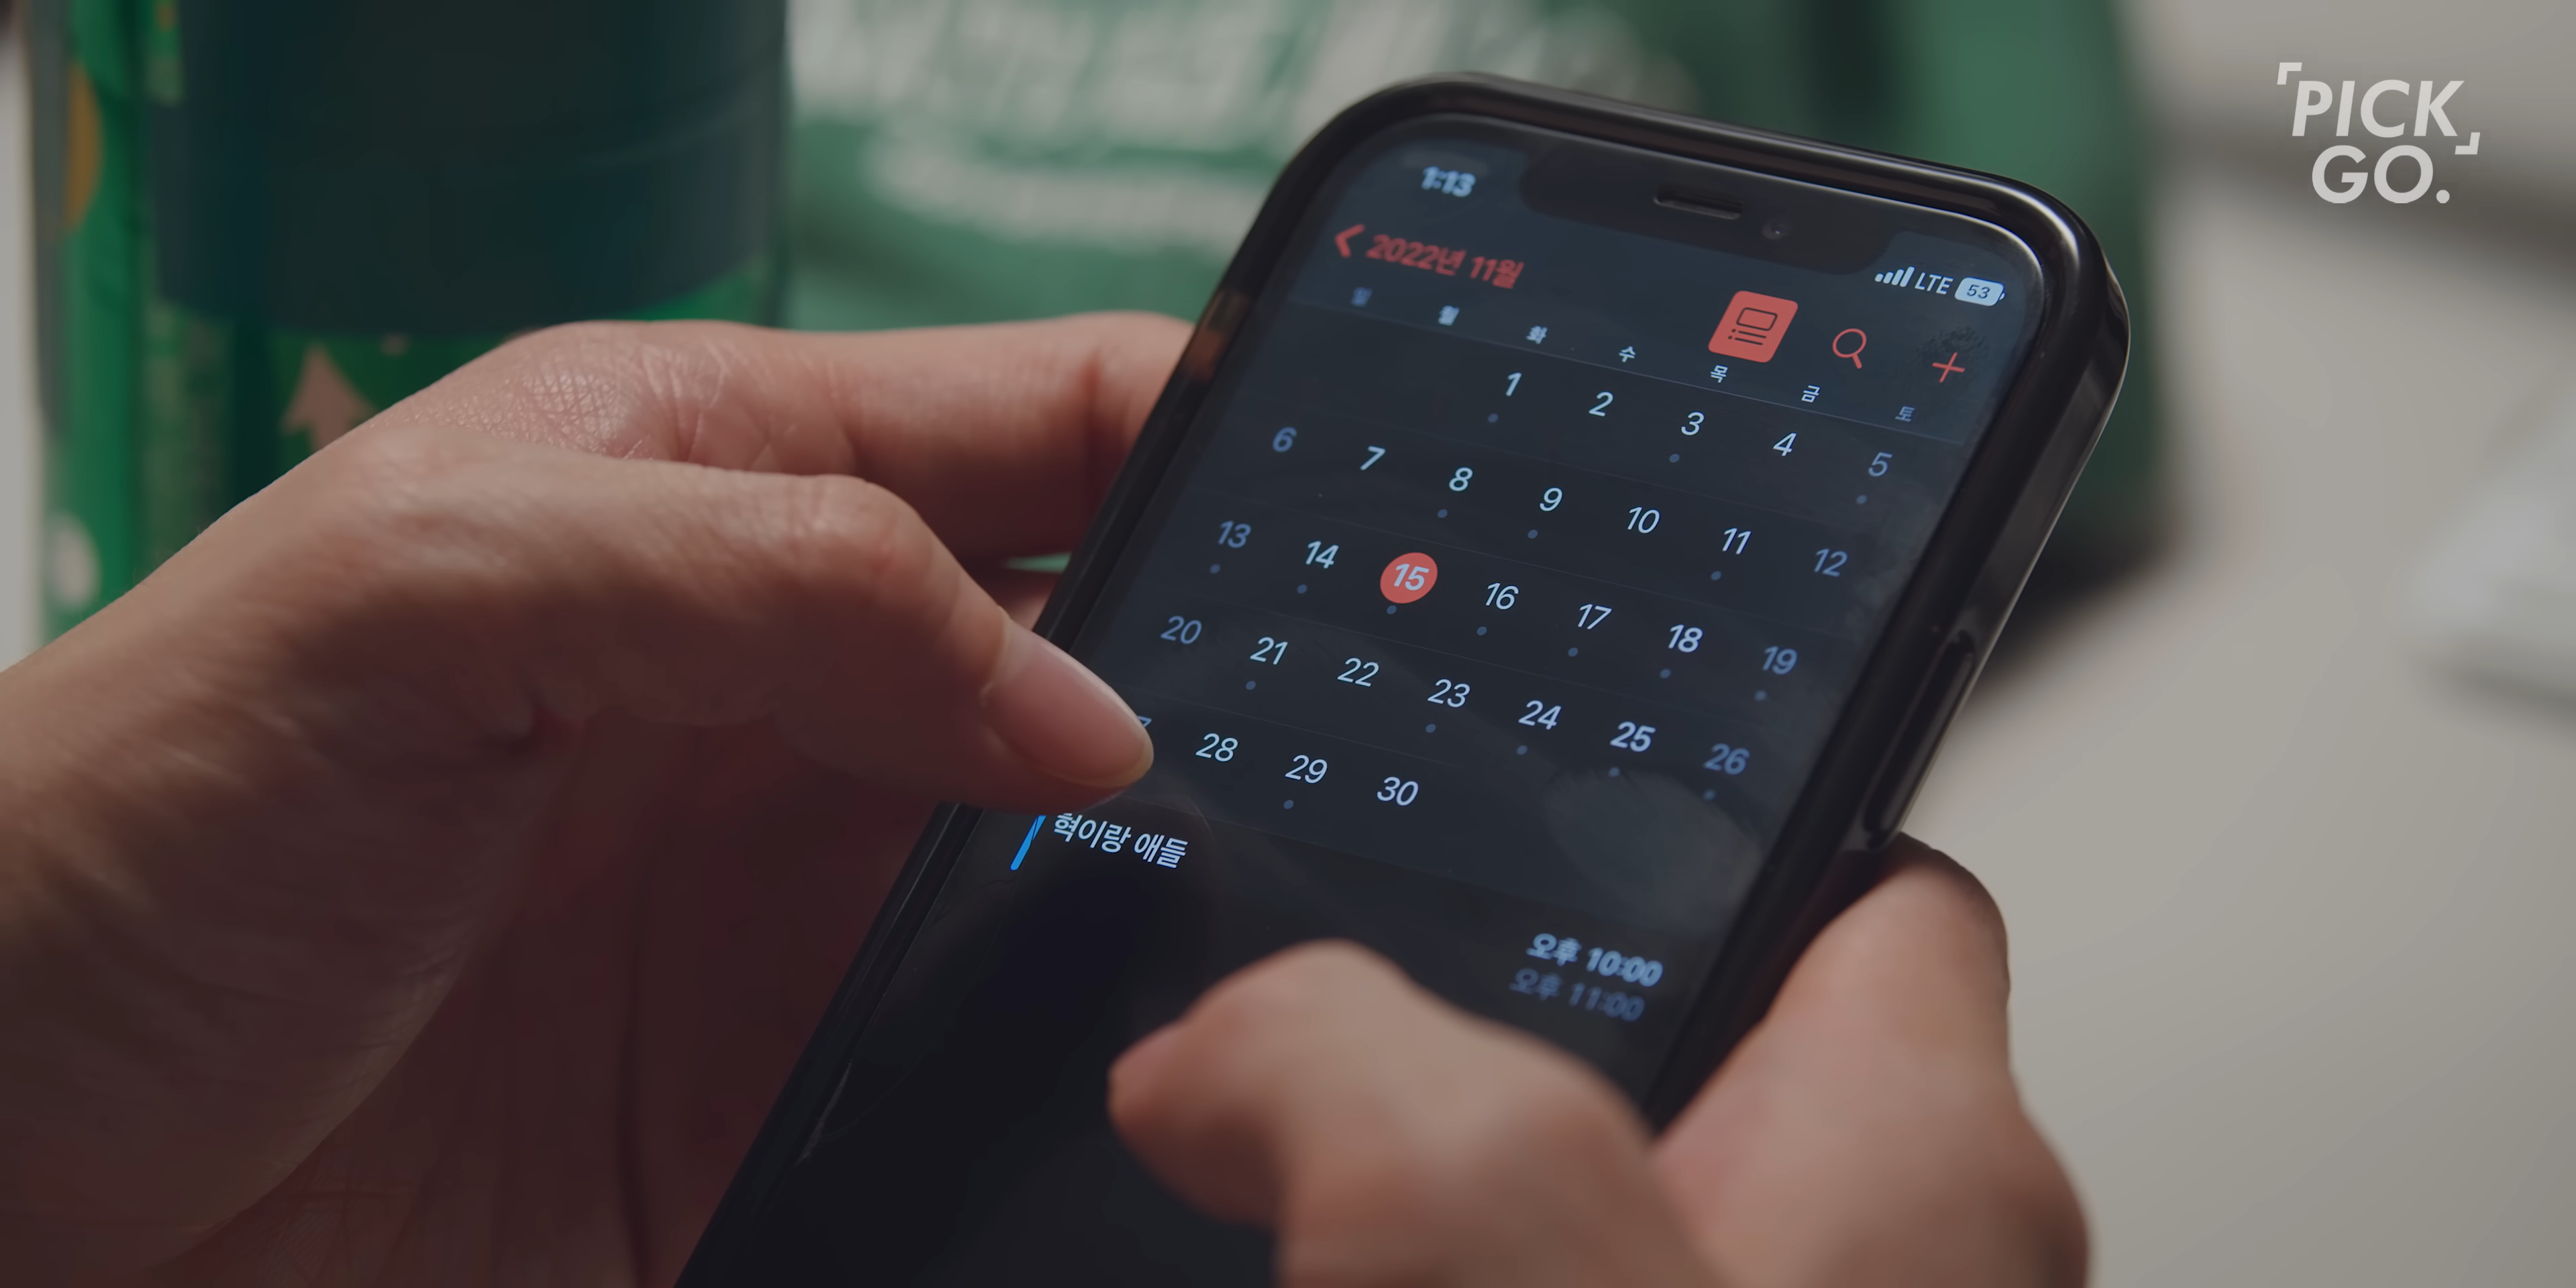 「PICK
GO.」
1:13
LTE 53
2022년 11월
일 월 화 수 목 금 토
1 2 3 4 5
6 7 8 9 10 11 12
13 14 15 16 17 18 19
20 21 22 23 24 25 26
28 29 30
혁이랑 애들
오후 10:00
오후 11:00